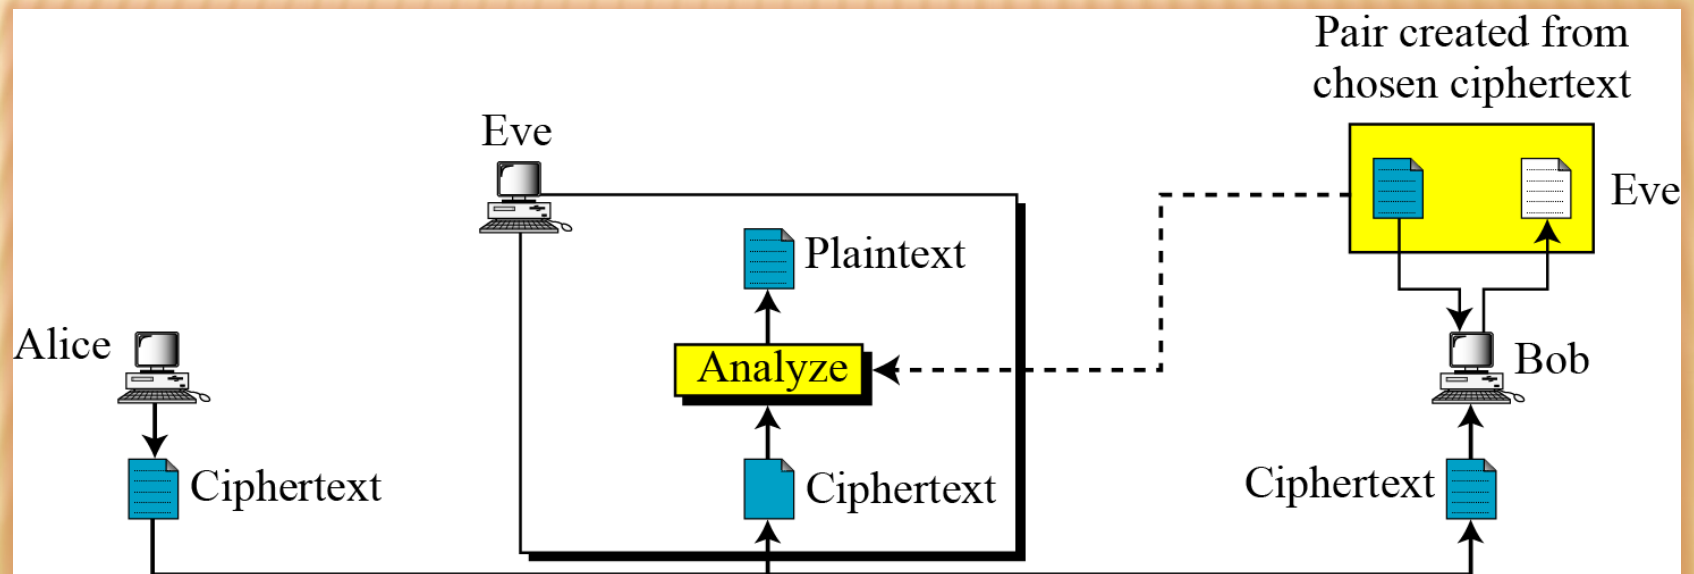 Pair created from
chosen ciphertext
Eve
Eve
Plaintext
Alice
Analyze
Bob
Ciphertext
Ciphertext
Ciphertext